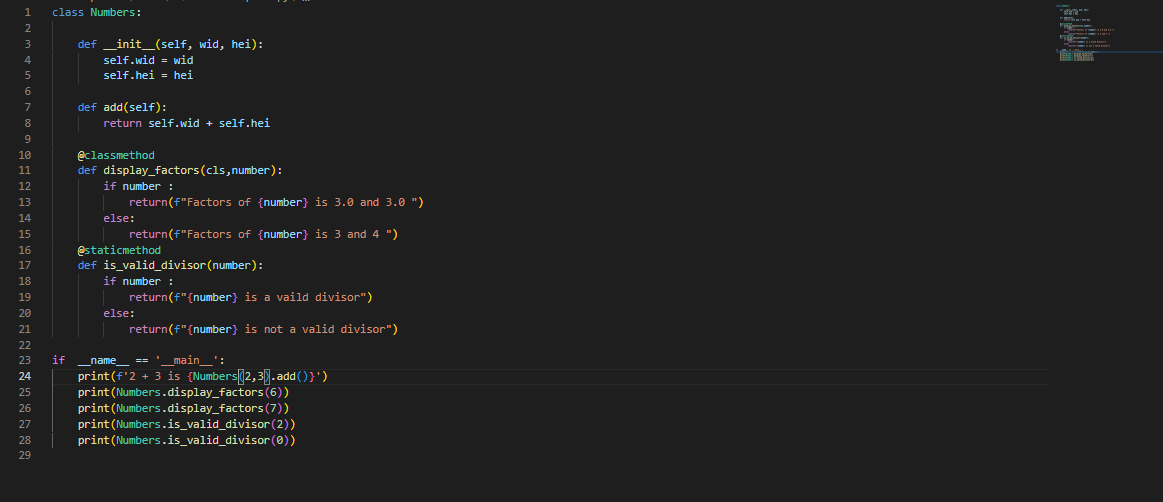 1 class Numbers:
2
3 def __init__(self, wid, hei):
4 self.wid = wid
5 self.hei = hei
6
7 def add(self):
8 return self.wid + self.hei
9
10 @classmethod
11 def display_factors(cls,number):
12 if number :
13 return(f"Factors of {number} is 3.0 and 3.0 ")
14 else:
15 return(f"Factors of {number} is 3 and 4 ")
16 @staticmethod
17 def is_valid_divisor(number):
18 if number :
19 return(f"{number} is a vaild divisor")
20 else:
21 return(f"{number} is not a valid divisor")
22
23 if __name__ == '__main__':
24 print(f'2 + 3 is {Numbers(2,3).add()}')
25 print(Numbers.display_factors(6))
26 print(Numbers.display_factors(7))
27 print(Numbers.is_valid_divisor(2))
28 print(Numbers.is_valid_divisor(0))
29